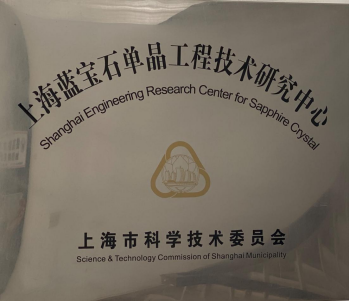 上海蓝宝石单晶工程技术研究中心
Shanghai Engineering Research Center for Sapphire Crystal
上海市科学技术委员会
Science & Technology Commission of Shanghai Municipality